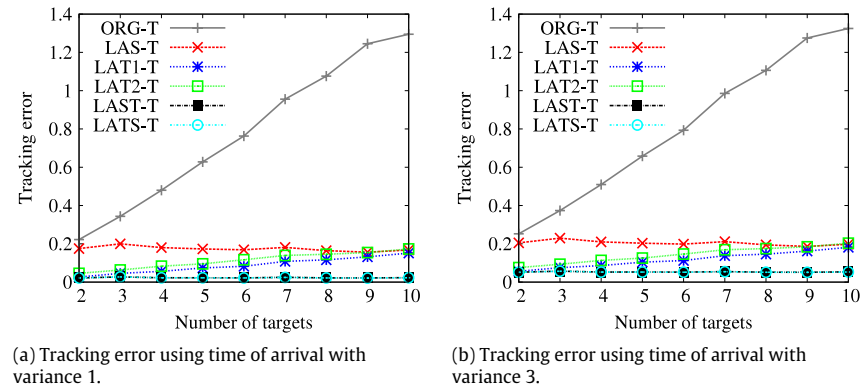 1.4
1.2
1
0.8
0.6
0.4
0.2
0
Tracking error
ORG-T
LAS-T
LAT1-T
LAT2-T
LAST-T
LATS-T
2 3 4 5 6 7 8 9 10
Number of targets
(a) Tracking error using time of arrival with
variance 1.
1.4
1.2
1
0.8
0.6
0.4
0.2
0
Tracking error
ORG-T
LAS-T
LAT1-T
LAT2-T
LAST-T
LATS-T
2 3 4 5 6 7 8 9 10
Number of targets
(b) Tracking error using time of arrival with
variance 3.